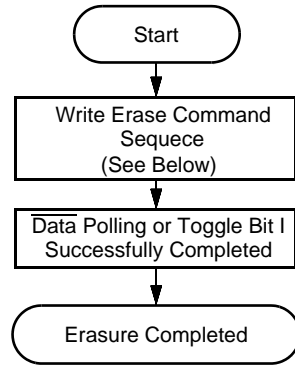 Start
Write Erase Command
Sequece
(See Below)
Data Polling or Toggle Bit I
Successfully Completed
Erasure Completed